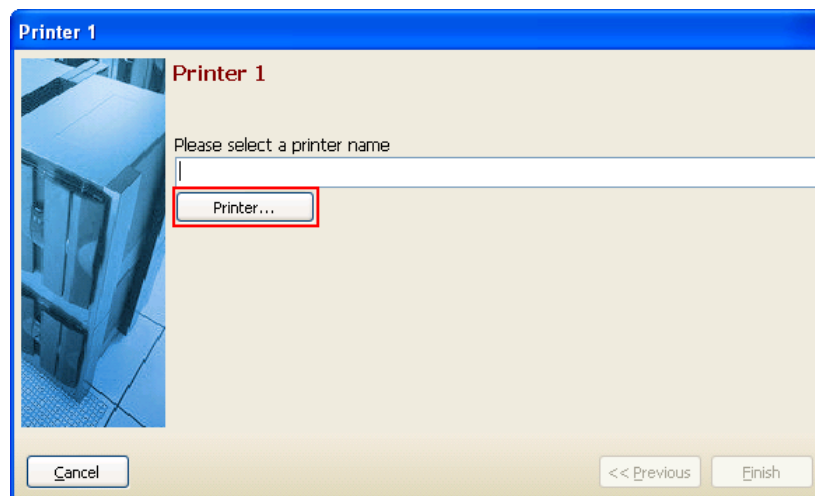 Printer 1
Printer 1
Please select a printer name
Printer...
Cancel
<< Previous
Finish